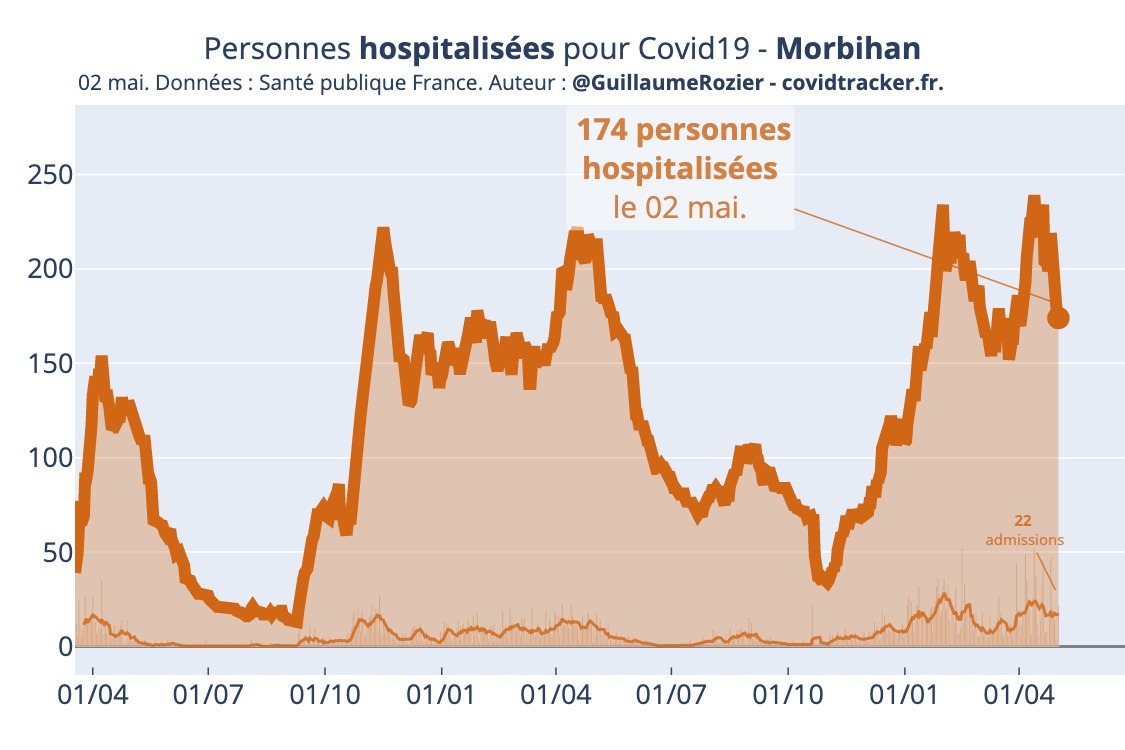 Personnes hospitalisées pour Covid19 - Morbihan
02 mai. Données : Santé publique France. Auteur : @GuillaumeRozier - covidtracker.fr.
174 personnes
hospitalisées
le 02 mai.
250
200
150
100
50
0
22
admissions
01/04
01/07
01/10
01/01
01/04
01/07
01/10
01/01
01/04